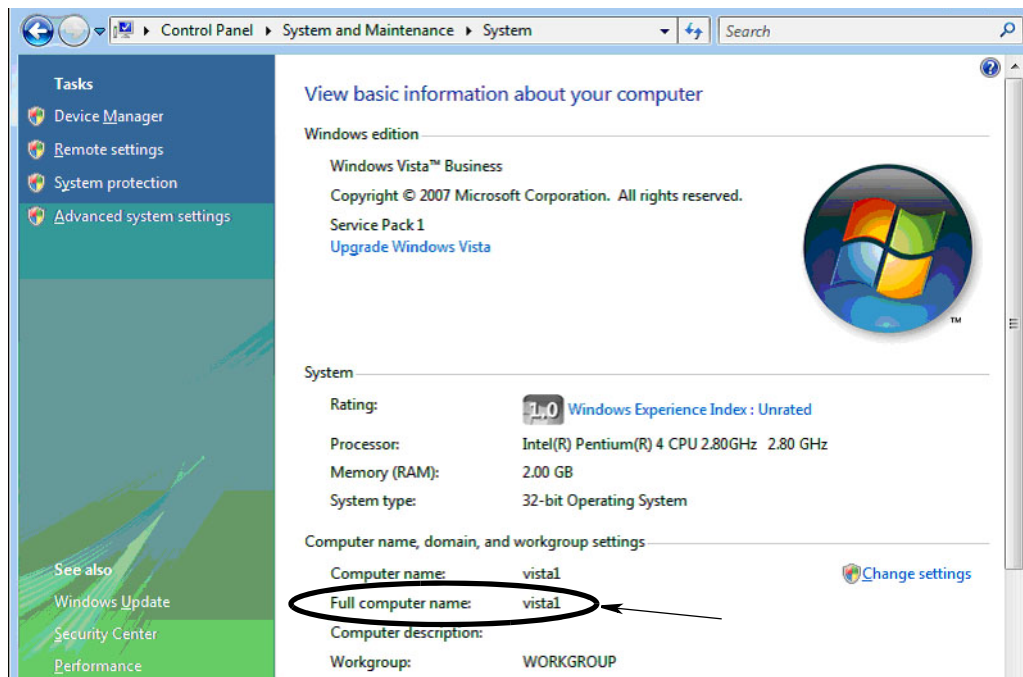 Control Panel ▸ System and Maintenance ▸ System
Search
Tasks
Device Manager
Remote settings
System protection
Advanced system settings
See also
Windows Update
Security Center
Performance
View basic information about your computer
Windows edition
Windows Vista™ Business
Copyright © 2007 Microsoft Corporation. All rights reserved.
Service Pack 1
Upgrade Windows Vista
TM
System
Rating: 1,0 Windows Experience Index : Unrated
Processor: Intel(R) Pentium(R) 4 CPU 2.80GHz 2.80 GHz
Memory (RAM): 2.00 GB
System type: 32-bit Operating System
Computer name, domain, and workgroup settings
Computer name: vista1 Change settings
Full computer name: vista1
Computer description:
Workgroup: WORKGROUP